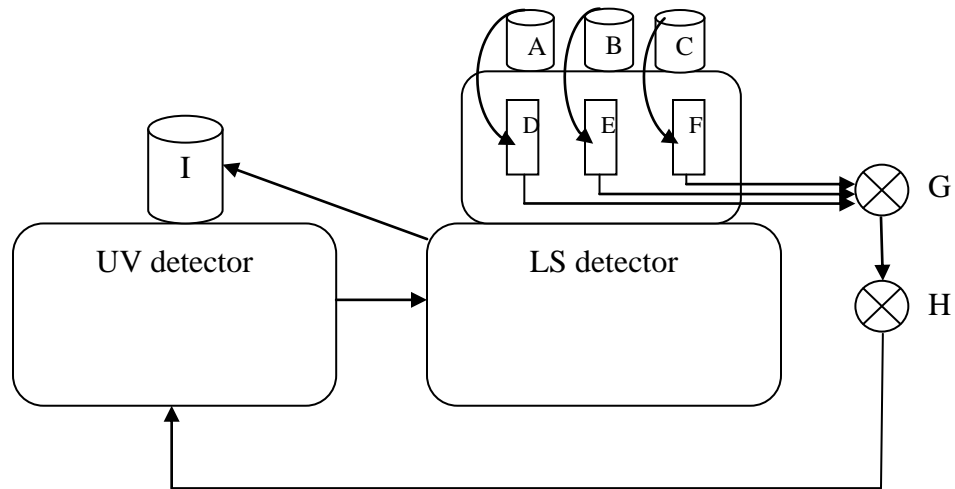 A B C
D E F
I
G
UV detector
LS detector
H